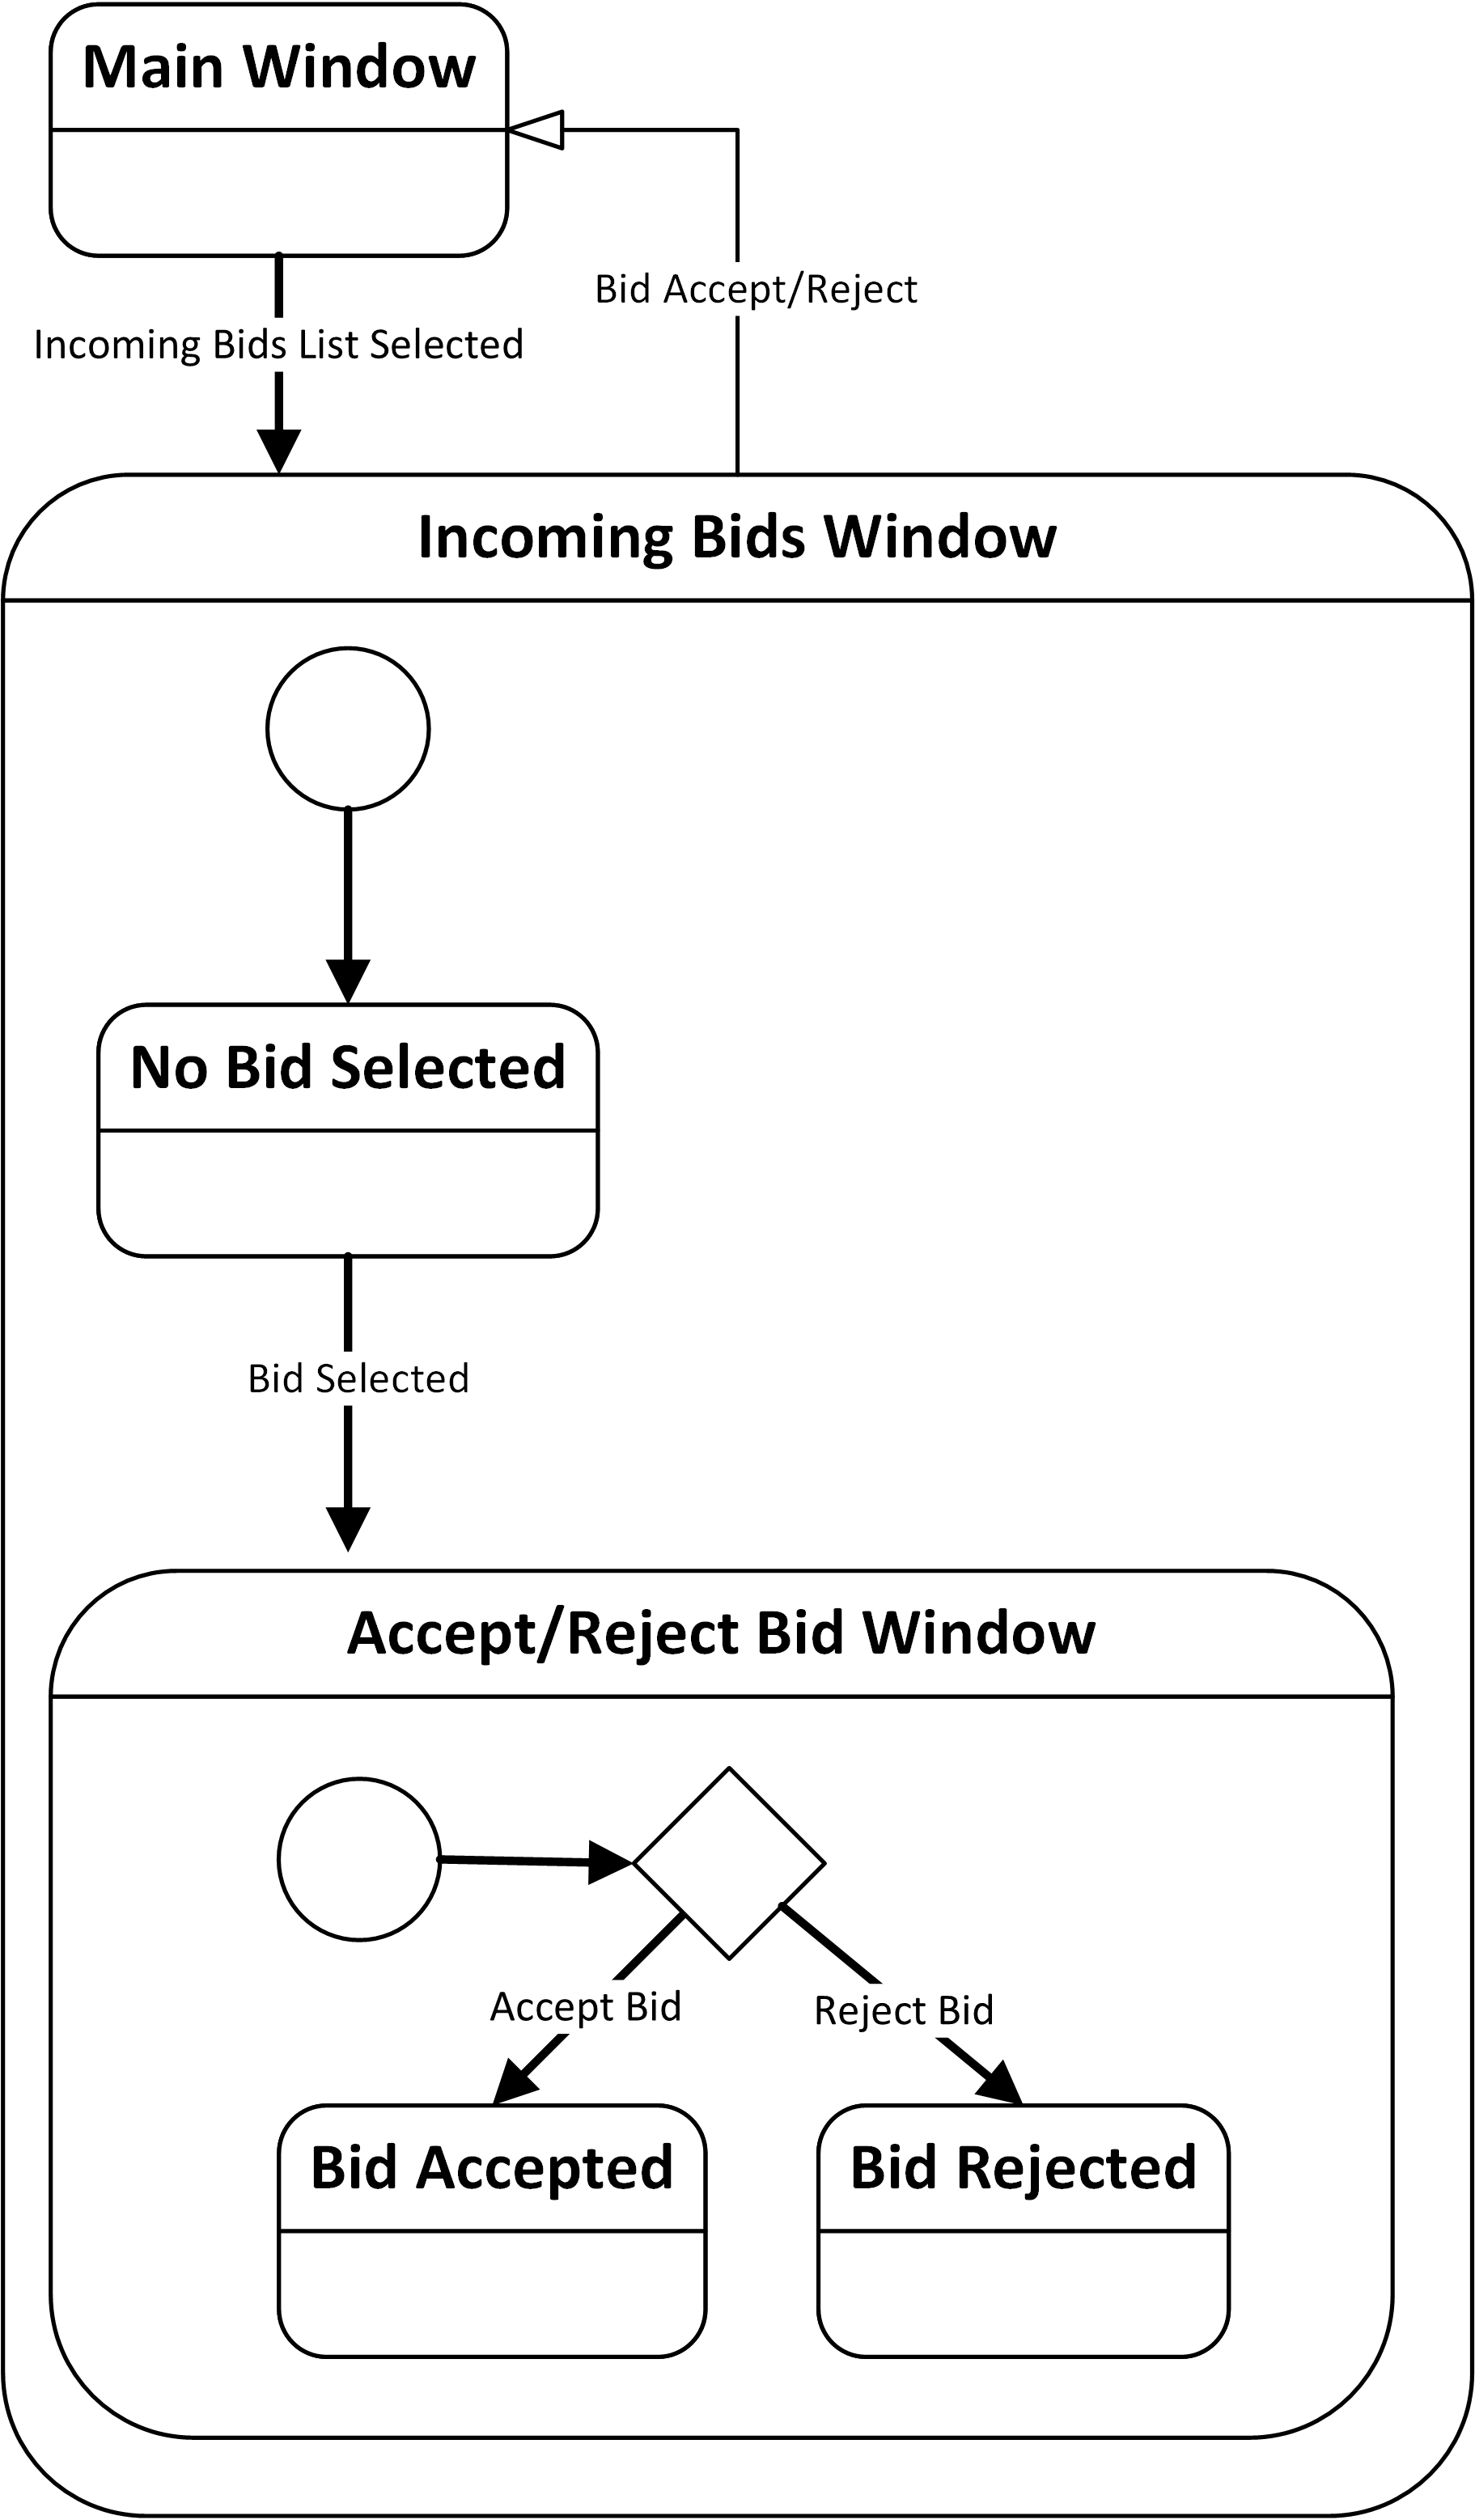 Main Window
Bid Accept/Reject
Incoming Bids List Selected
Incoming Bids Window
No Bid Selected
Bid Selected
Accept/Reject Bid Window
Accept Bid
Reject Bid
Bid Accepted
Bid Rejected